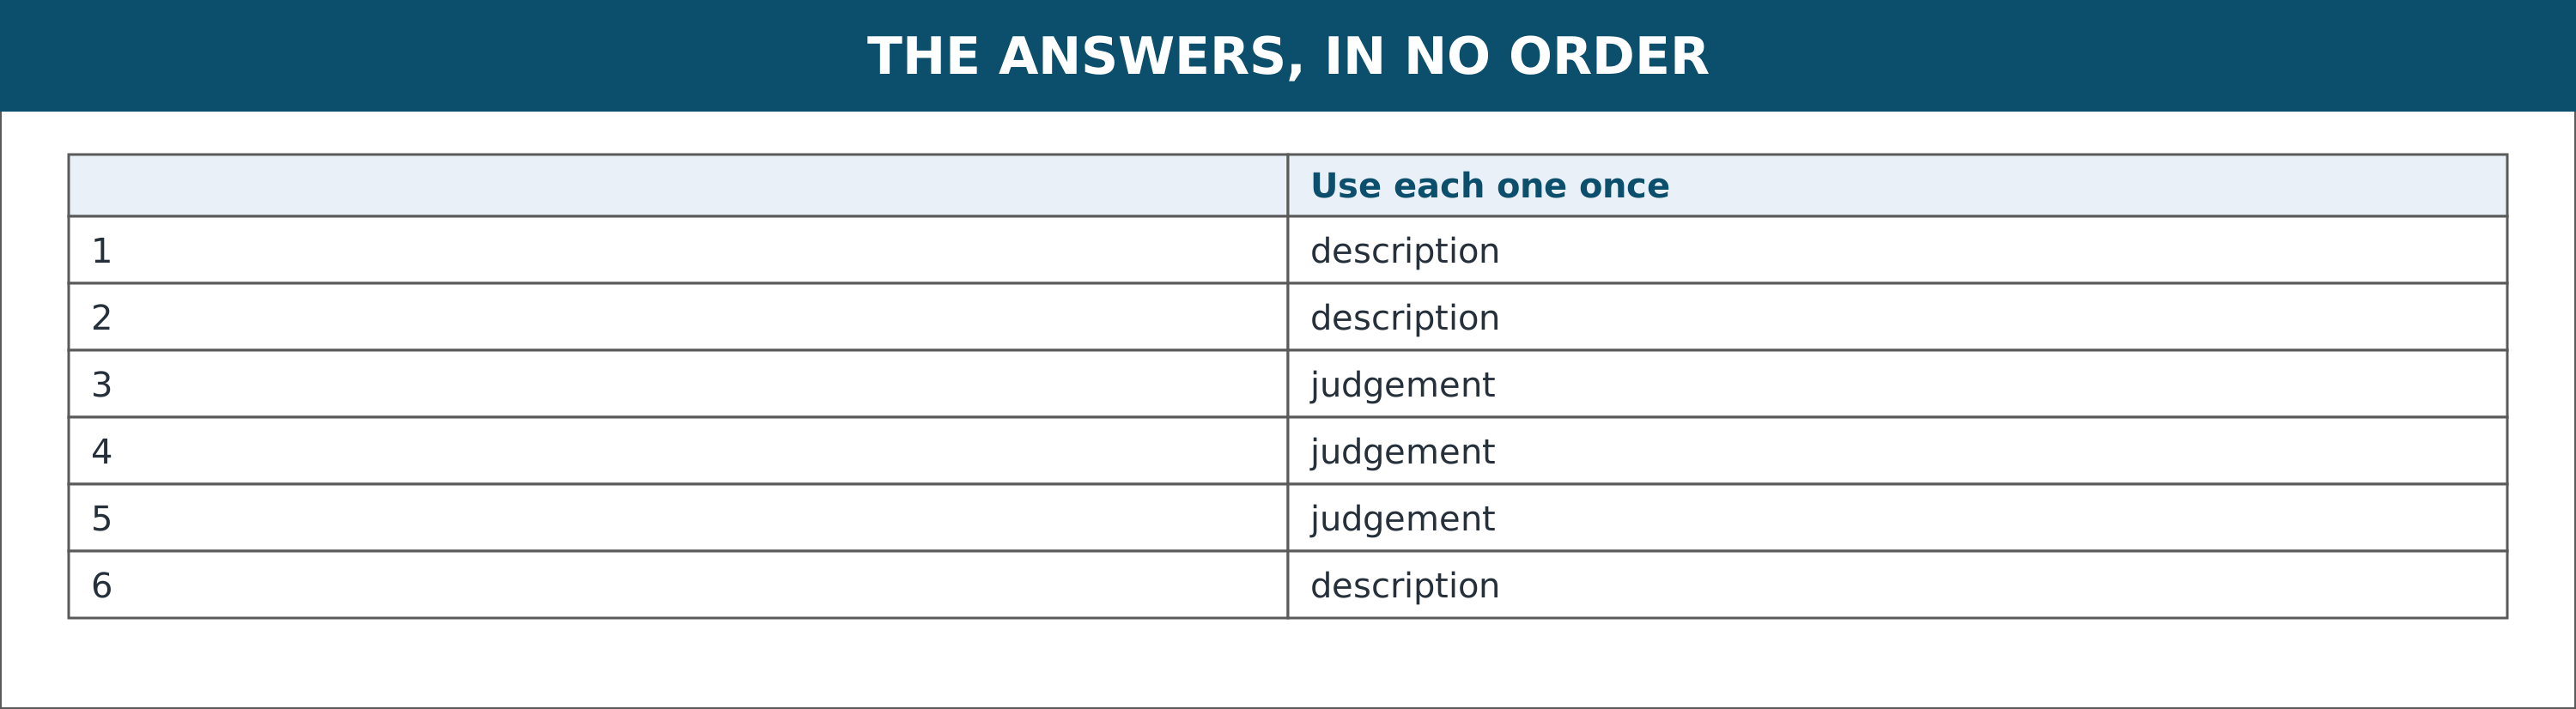 THE ANSWERS, IN NO ORDER
Use each one once
1 description
2 description
3 judgement
4 judgement
5 judgement
6 description